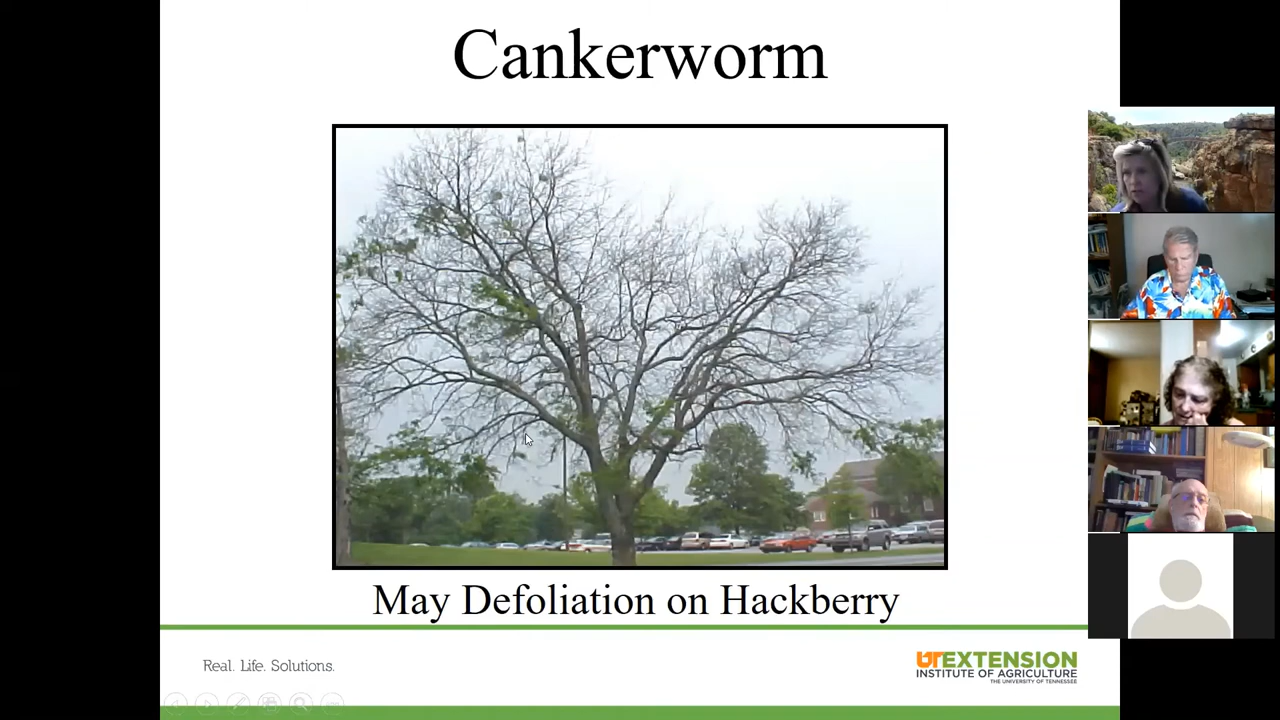 Cankerworm
May Defoliation on Hackberry
Real. Life. Solutions.
UT EXTENSION
INSTITUTE OF AGRICULTURE
THE UNIVERSITY OF TENNESSEE